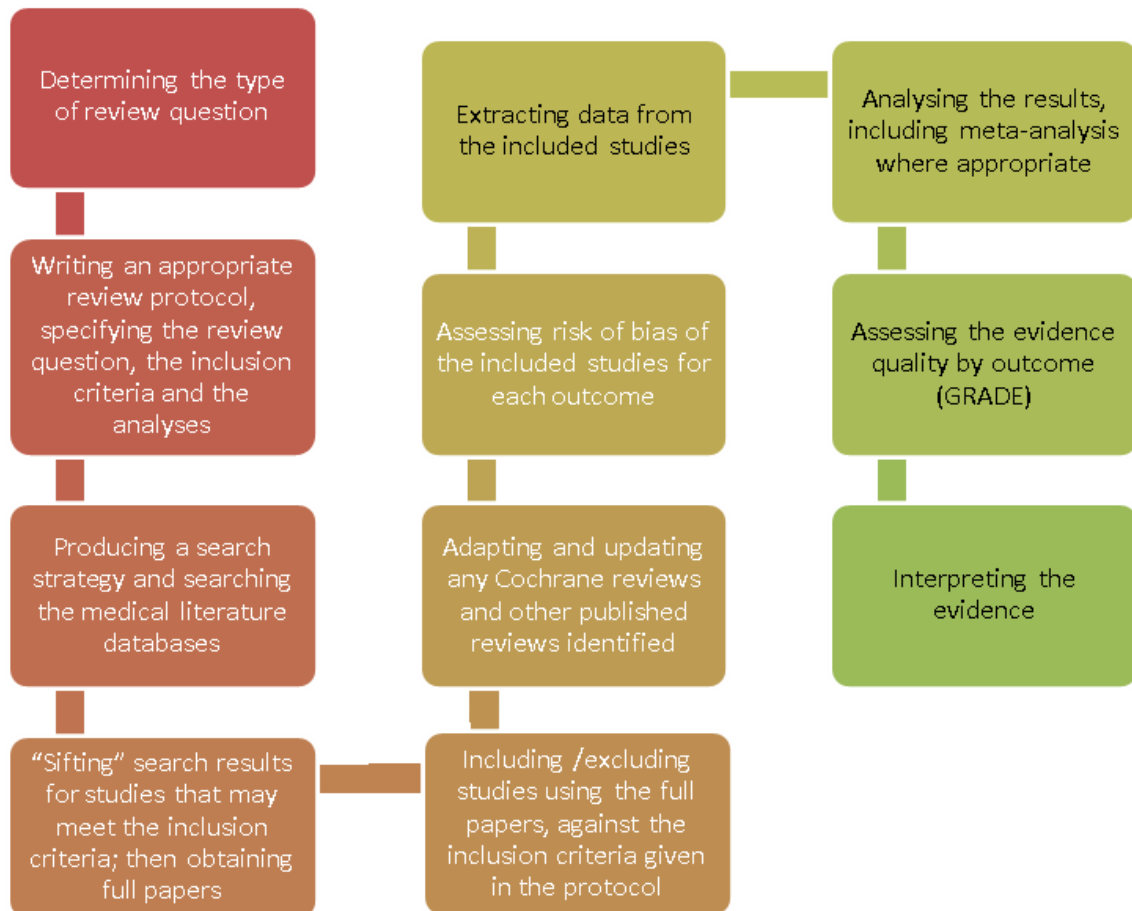 Determining the type
of review question
Writing an appropriate
review protocol,
specifying the review
question, the inclusion
criteria and the
analyses
Producing a search
strategy and searching
the medical literature
databases
“Sifting” search results
for studies that may
meet the inclusion
criteria; then obtaining
full papers
Including /excluding
studies using the full
papers, against the
inclusion criteria given
in the protocol
Adapting and updating
any Cochrane reviews
and other published
reviews identified
Assessing risk of bias of
the included studies for
each outcome
Extracting data from
the included studies
Analysing the results,
including meta-analysis
where appropriate
Assessing the evidence
quality by outcome
(GRADE)
Interpreting the
evidence